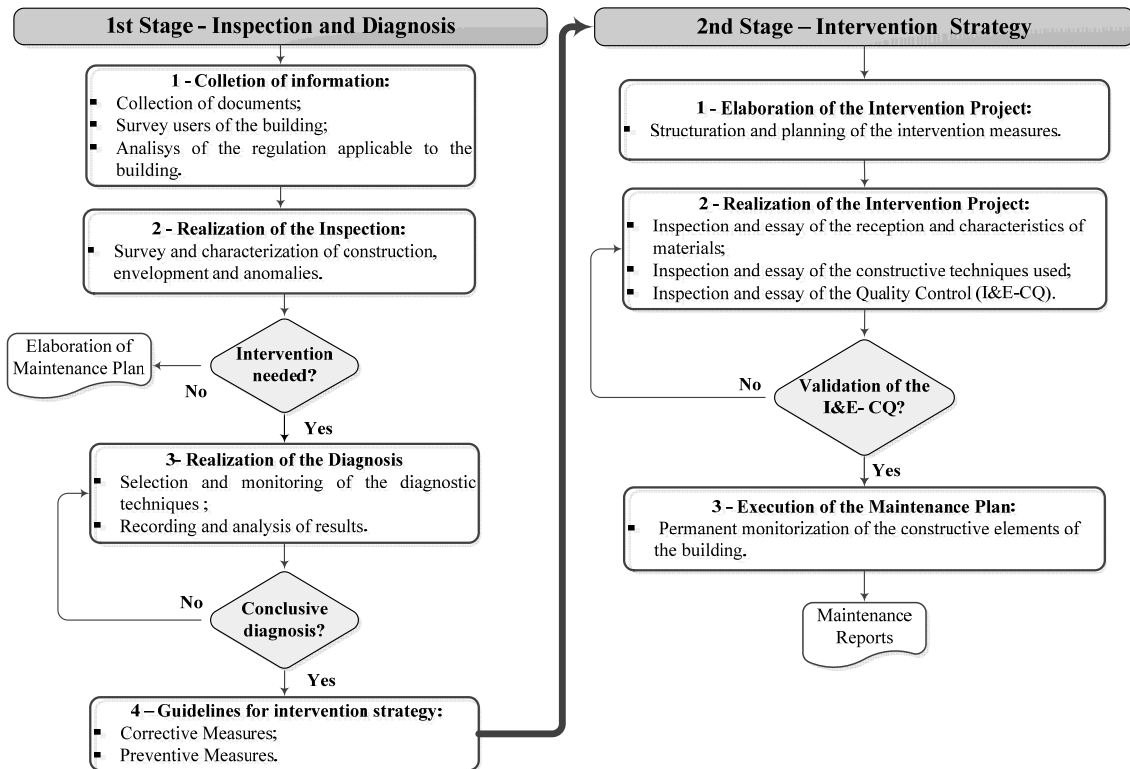 1st Stage - Inspection and Diagnosis
1 - Colletion of information:
▪ Collection of documents;
▪ Survey users of the building;
▪ Analisys of the regulation applicable to the
building.
2 - Realization of the Inspection:
▪ Survey and characterization of construction,
envelopment and anomalies.
Intervention
needed?
No
Elaboration of
Maintenance Plan
Yes
3- Realization of the Diagnosis
▪ Selection and monitoring of the diagnostic
techniques ;
▪ Recording and analysis of results.
No
Conclusive
diagnosis?
Yes
4 – Guidelines for intervention strategy:
▪ Corrective Measures;
▪ Preventive Measures.
2nd Stage – Intervention Strategy
1 - Elaboration of the Intervention Project:
▪ Structuration and planning of the intervention measures.
2 - Realization of the Intervention Project:
▪ Inspection and essay of the reception and characteristics of
materials;
▪ Inspection and essay of the constructive techniques used;
▪ Inspection and essay of the Quality Control (I&E-CQ).
No
Validation of the
I&E- CQ?
Yes
3 - Execution of the Maintenance Plan:
▪ Permanent monitorization of the constructive elements of
the building.
Maintenance
Reports